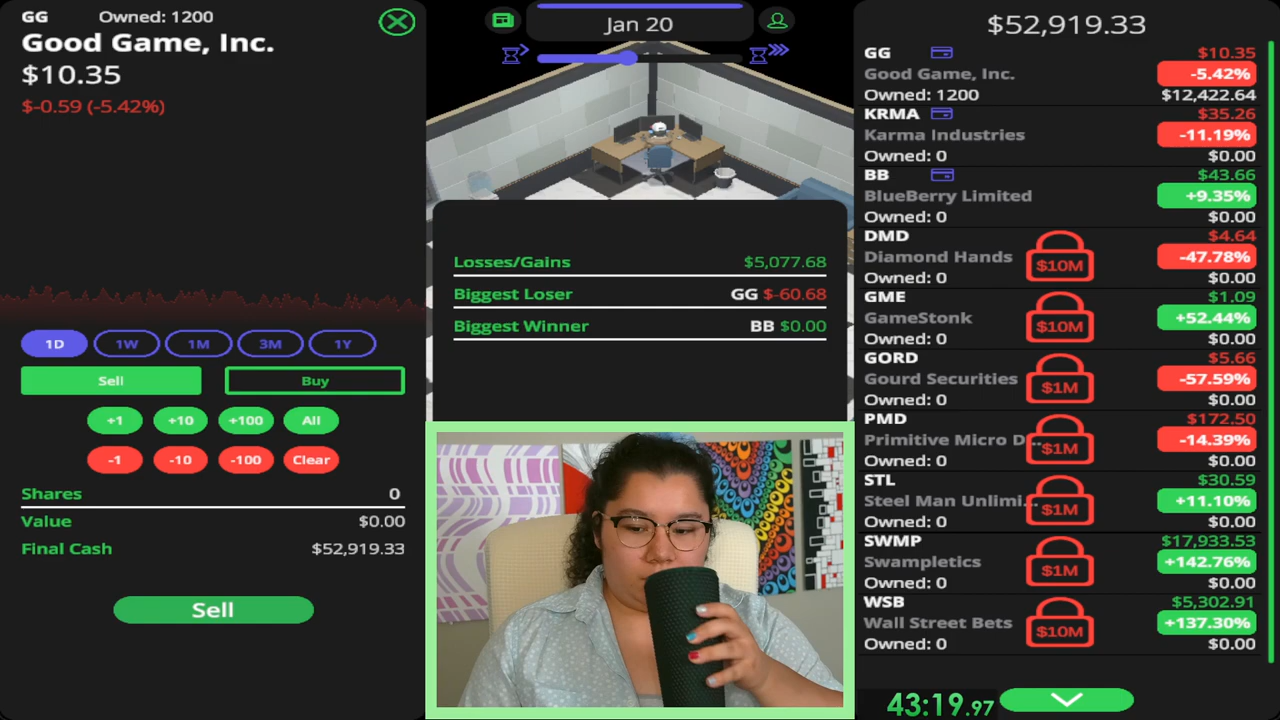 GG Owned: 1200
Good Game, Inc.
$10.35
$-0.59 (-5.42%)
1D 1W 1M 3M 1Y
Sell Buy
+1 +10 +100 All
-1 -10 -100 Clear
Shares 0
Value $0.00
Final Cash $52,919.33
Sell
Jan 20
Losses/Gains $5,077.68
Biggest Loser GG $-60.68
Biggest Winner BB $0.00
$52,919.33
GG $10.35
Good Game, Inc. -5.42%
Owned: 1200 $12,422.64
KRMA $35.26
Karma Industries -11.19%
Owned: 0 $0.00
BB $43.66
BlueBerry Limited +9.35%
Owned: 0 $0.00
DMD $4.64
Diamond Hands $10M -47.78%
Owned: 0 $0.00
GME $1.09
GameStonk $10M +52.44%
Owned: 0 $0.00
GORD $5.66
Gourd Securities $1M -57.59%
Owned: 0 $0.00
PMD $172.50
Primitive Micro D... $1M -14.39%
Owned: 0 $0.00
STL $30.59
Steel Man Unlimi... $1M +11.10%
Owned: 0 $0.00
SWMP $17,933.53
Swampletics $1M +142.76%
Owned: 0 $0.00
WSB $5,302.91
Wall Street Bets $10M +137.30%
Owned: 0 $0.00
43:19.97